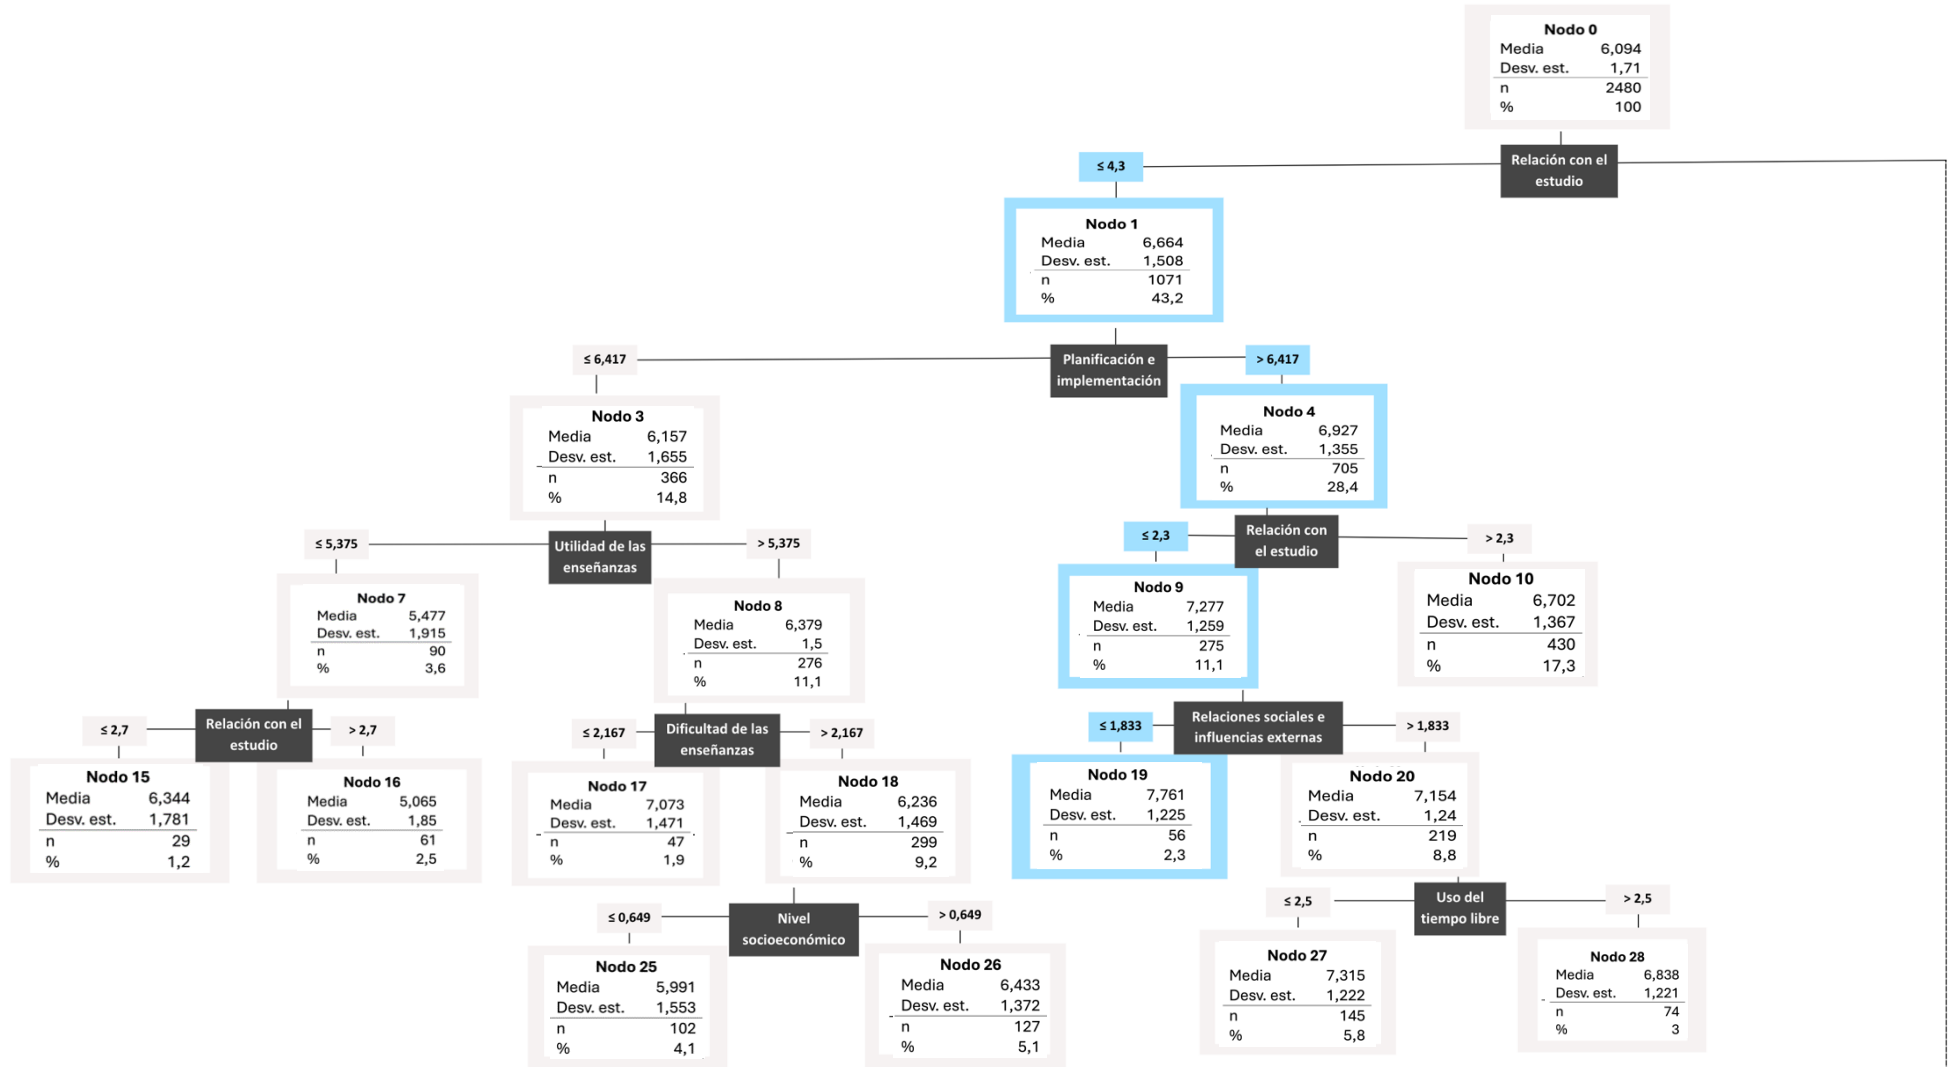 Nodo 0
Media 6,094
Desv. est. 1,71
n 2480
% 100
Relación con el
estudio
≤ 4,3
Nodo 1
Media 6,664
Desv. est. 1,508
n 1071
% 43,2
Planificación e
implementación
≤ 6,417
> 6,417
Nodo 3
Media 6,157
Desv. est. 1,655
n 366
% 14,8
Nodo 4
Media 6,927
Desv. est. 1,355
n 705
% 28,4
Utilidad de las
enseñanzas
≤ 5,375
> 5,375
Relación con
el estudio
≤ 2,3
> 2,3
Nodo 7
Media 5,477
Desv. est. 1,915
n 90
% 3,6
Nodo 8
Media 6,379
Desv. est. 1,5
n 276
% 11,1
Nodo 9
Media 7,277
Desv. est. 1,259
n 275
% 11,1
Nodo 10
Media 6,702
Desv. est. 1,367
n 430
% 17,3
Relación con el
estudio
≤ 2,7
> 2,7
Dificultad de las
enseñanzas
≤ 2,167
> 2,167
Relaciones sociales e
influencias externas
≤ 1,833
> 1,833
Nodo 15
Media 6,344
Desv. est. 1,781
n 29
% 1,2
Nodo 16
Media 5,065
Desv. est. 1,85
n 61
% 2,5
Nodo 17
Media 7,073
Desv. est. 1,471
n 47
% 1,9
Nodo 18
Media 6,236
Desv. est. 1,469
n 299
% 9,2
Nodo 19
Media 7,761
Desv. est. 1,225
n 56
% 2,3
Nodo 20
Media 7,154
Desv. est. 1,24
n 219
% 8,8
Nivel
socioeconómico
≤ 0,649
> 0,649
Uso del
tiempo libre
≤ 2,5
> 2,5
Nodo 25
Media 5,991
Desv. est. 1,553
n 102
% 4,1
Nodo 26
Media 6,433
Desv. est. 1,372
n 127
% 5,1
Nodo 27
Media 7,315
Desv. est. 1,222
n 145
% 5,8
Nodo 28
Media 6,838
Desv. est. 1,221
n 74
% 3